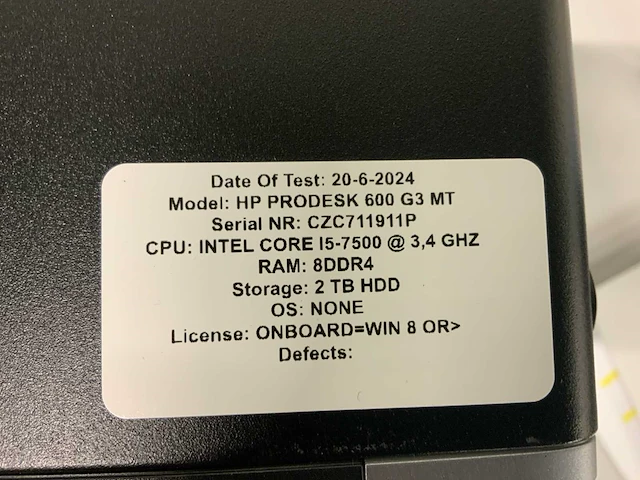 Date Of Test: 20-6-2024
Model: HP PRODESK 600 G3 MT
Serial NR: CZC711911P
CPU: INTEL CORE I5-7500 @ 3,4 GHZ
RAM: 8DDR4
Storage: 2 TB HDD
OS: NONE
License: ONBOARD=WIN 8 OR>
Defects: